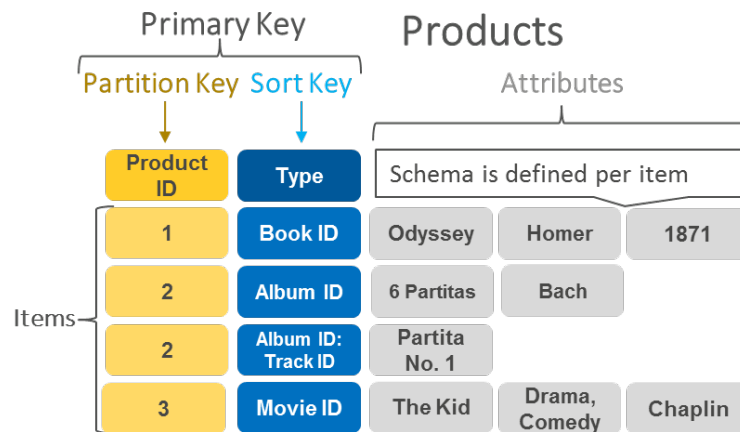 Primary Key
Products
Partition Key
Sort Key
Attributes
Product
ID
Type
Schema is defined per item
1
Book ID
Odyssey
Homer
1871
2
Album ID
6 Partitas
Bach
Items
2
Album ID:
Track ID
Partita
No. 1
3
Movie ID
The Kid
Drama,
Comedy
Chaplin